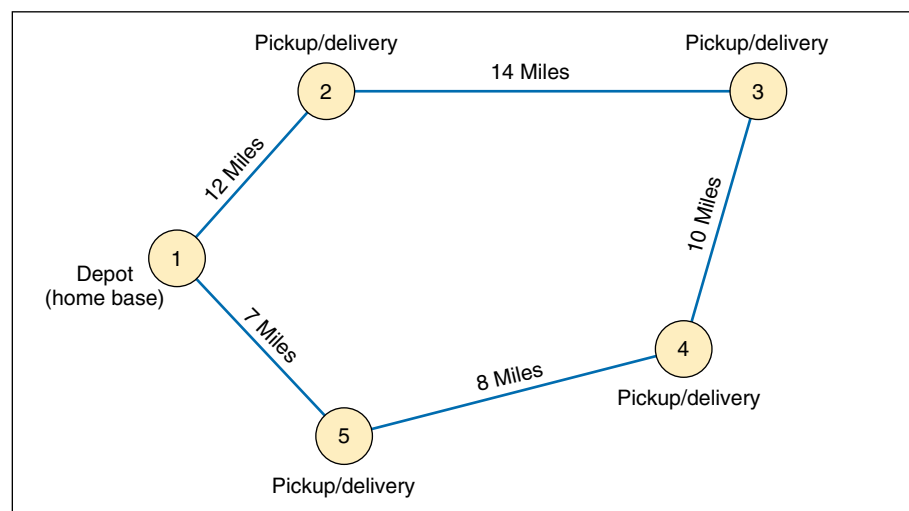 Pickup/delivery
Pickup/delivery
14 Miles
2
3
12 Miles
10 Miles
1
Depot
(home base)
7 Miles
4
8 Miles
Pickup/delivery
5
Pickup/delivery